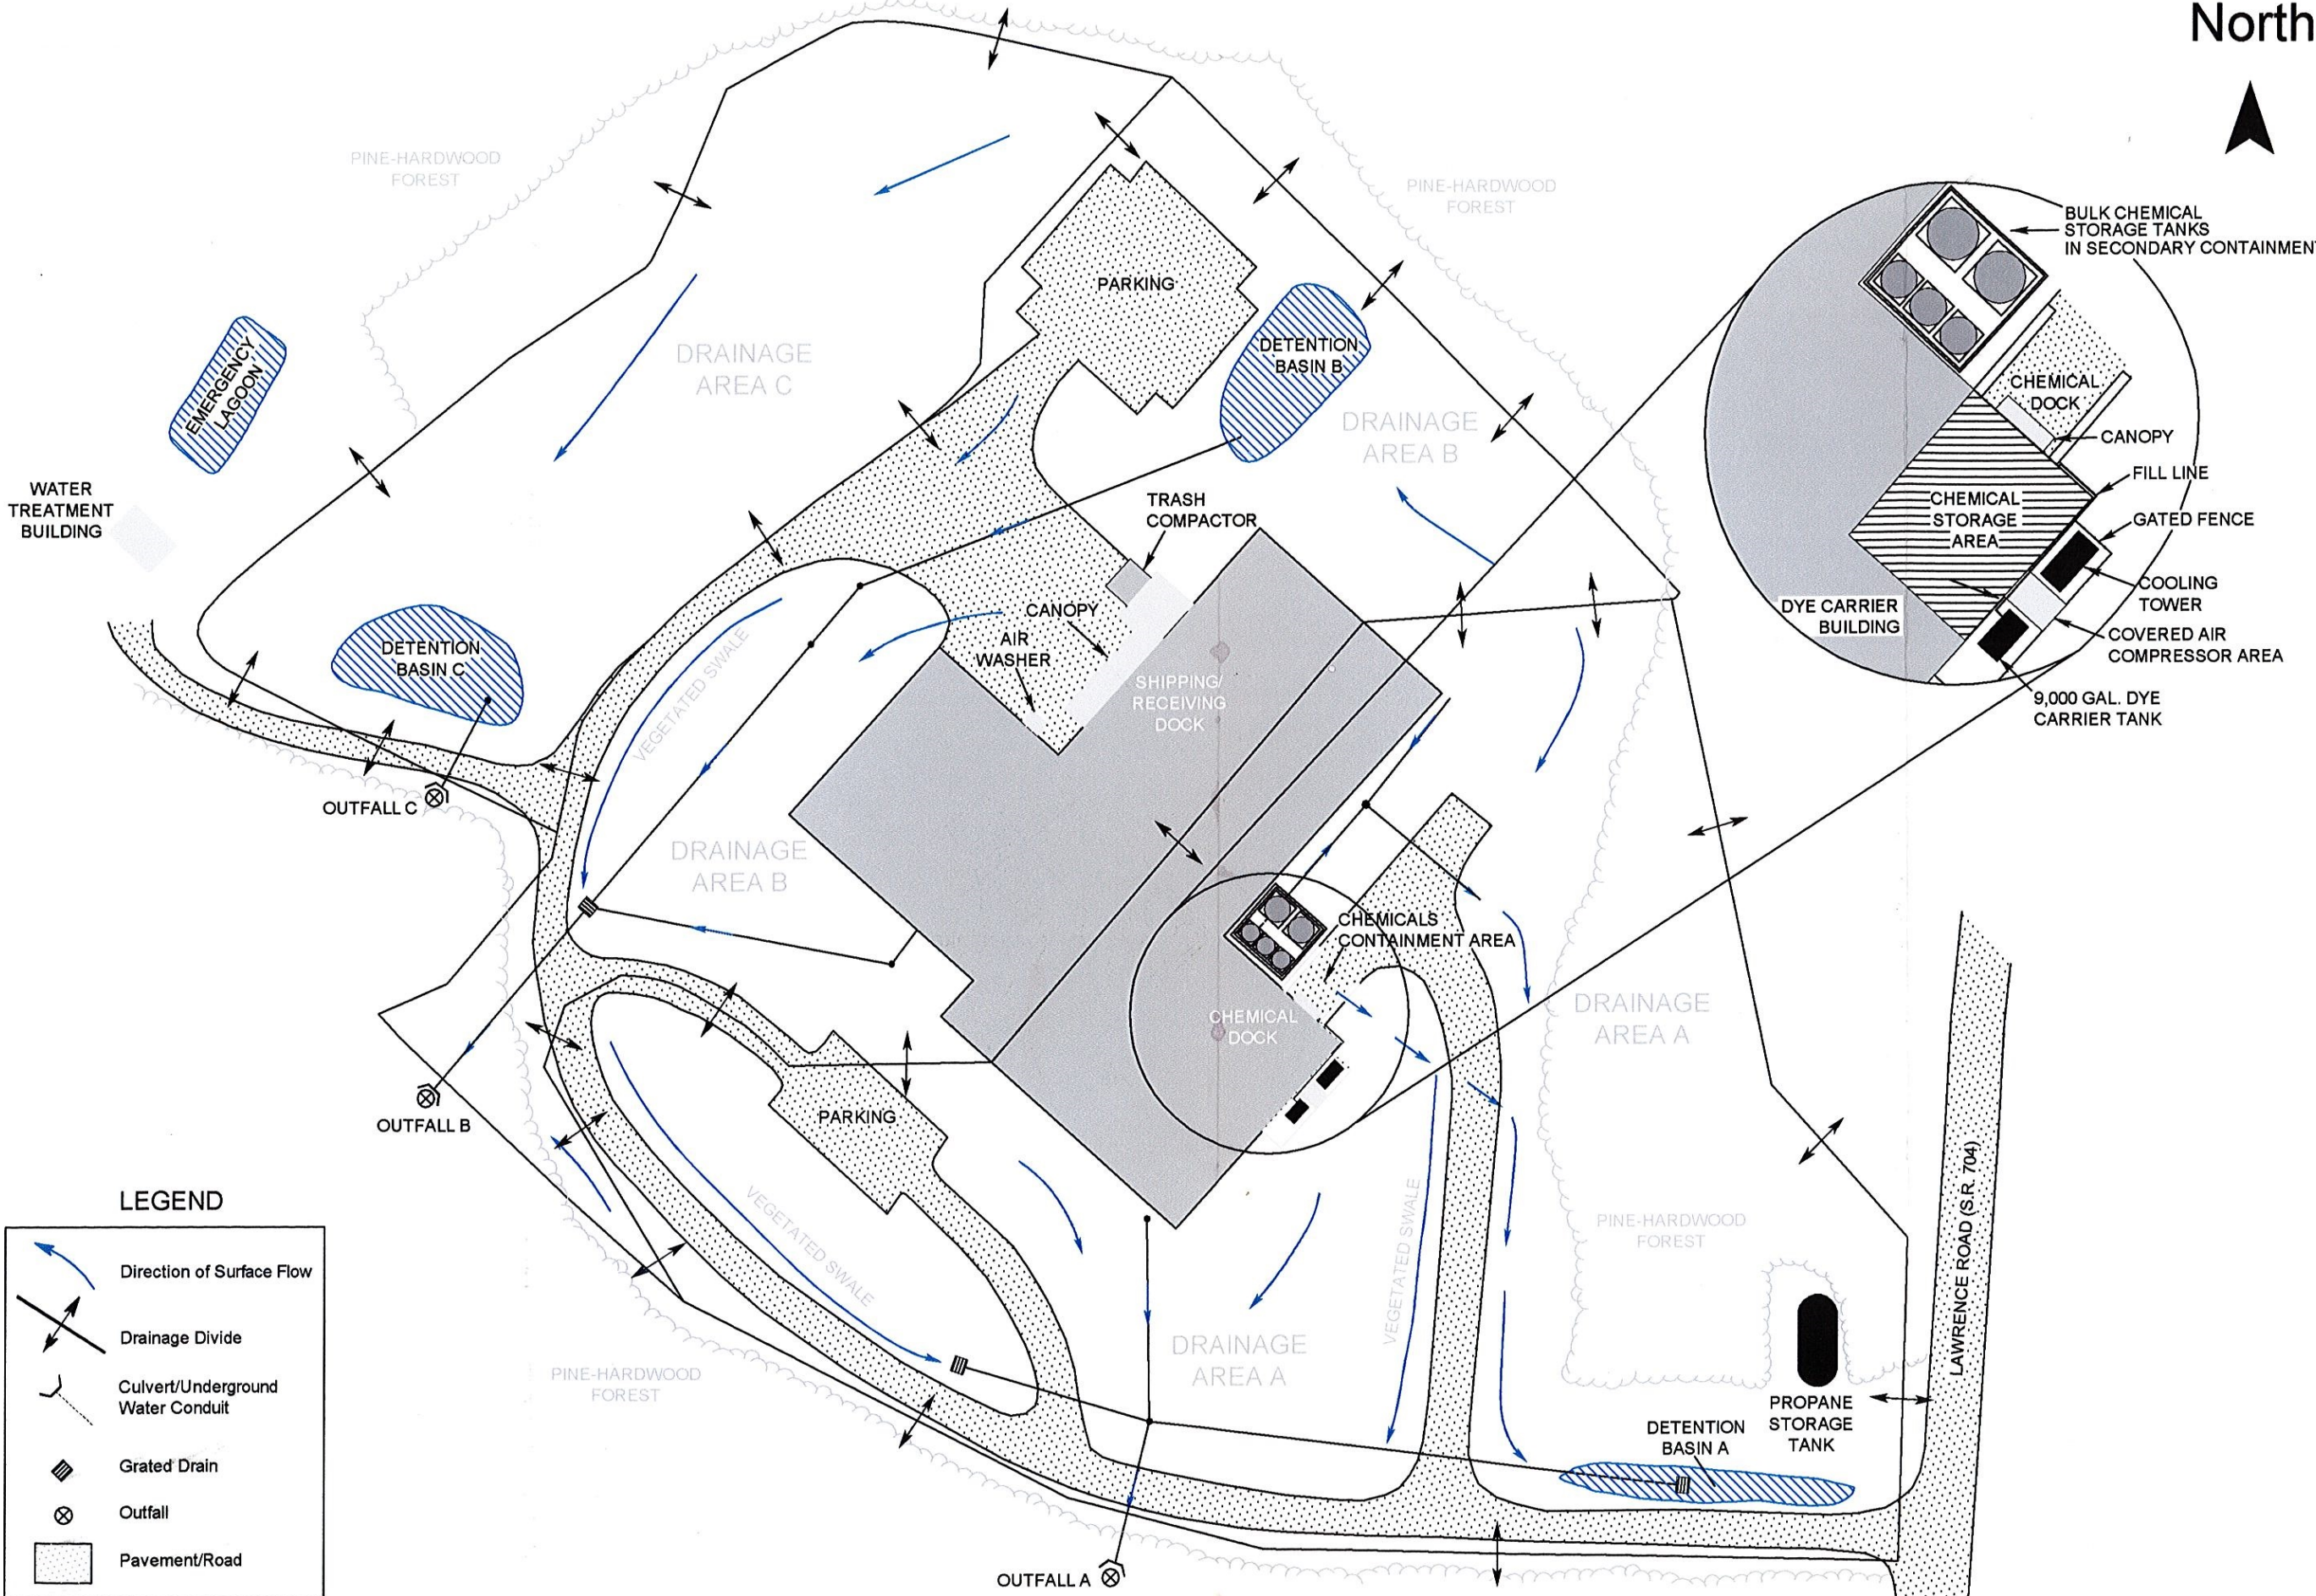 North
PINE-HARDWOOD
FOREST
PINE-HARDWOOD
FOREST
BULK CHEMICAL
STORAGE TANKS
IN SECONDARY CONTAINMEN
PARKING
DRAINAGE
AREA C
EMERGENCY
LAGOON
DETENTION
BASIN B
DRAINAGE
AREA B
CHEMICAL
DOCK
CANOPY
FILL LINE
CHEMICAL
STORAGE
AREA
GATED FENCE
COOLING
TOWER
DYE CARRIER
BUILDING
COVERED AIR
COMPRESSOR AREA
9,000 GAL. DYE
CARRIER TANK
WATER
TREATMENT
BUILDING
TRASH
COMPACTOR
CANOPY
AIR
WASHER
DETENTION
BASIN C
VEGETATED SWALE
SHIPPING/
RECEIVING
DOCK
OUTFALL C
DRAINAGE
AREA B
CHEMICALS
CONTAINMENT AREA
CHEMICAL
DOCK
DRAINAGE
AREA A
OUTFALL B
PARKING
LAWRENCE ROAD (S.R. 704)
VEGETATED SWALE
VEGETATED SWALE
PINE-HARDWOOD
FOREST
DRAINAGE
AREA A
PINE-HARDWOOD
FOREST
PROPANE
STORAGE
TANK
DETENTION
BASIN A
OUTFALL A
LEGEND
Direction of Surface Flow
Drainage Divide
Culvert/Underground
Water Conduit
Grated Drain
Outfall
Pavement/Road